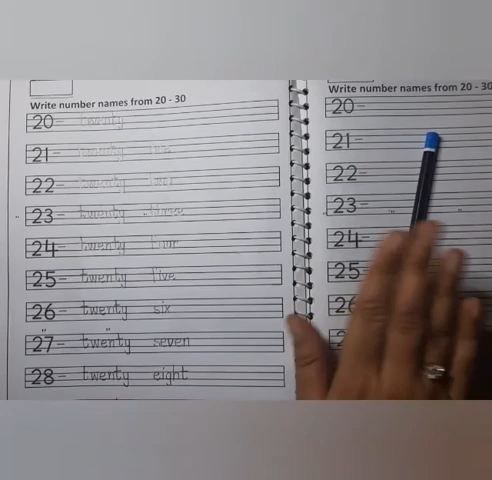 Write number names from 20 - 30
20- twenty
21- twenty one
22- twenty two
23- twenty three
24- twenty four
25- twenty five
26- twenty six
27- twenty seven
28- twenty eight
Write number names from 20 - 30
20-
21-
22-
23-
24-
25
26